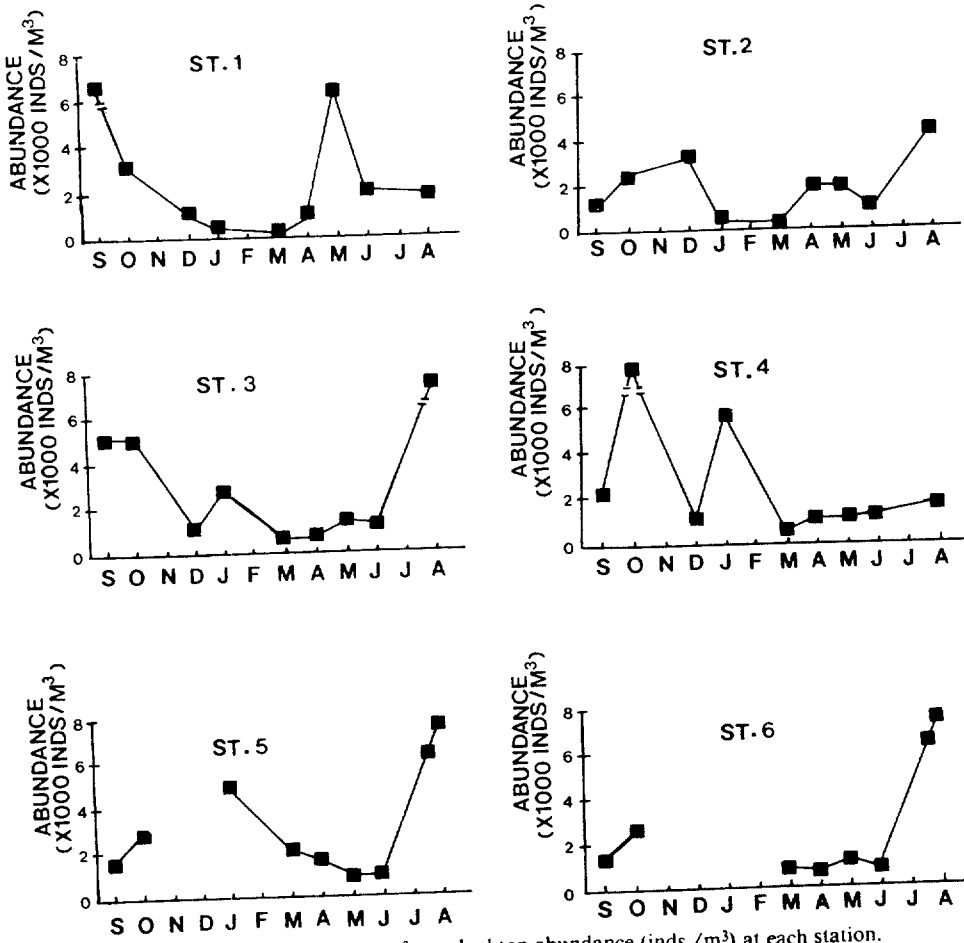 ST.1
ABUNDANCE
(X1000 INDS/M³)
8
6
4
2
0
S O N D J F M A M J J A
ST.2
ABUNDANCE
(X1000 INDS/M³)
8
6
4
2
0
S O N D J F M A M J J A
ST.3
ABUNDANCE
(X1000 INDS/M³)
8
6
4
2
0
S O N D J F M A M J J A
ST.4
ABUNDANCE
(X1000 INDS/M³)
8
6
4
2
0
S O N D J F M A M J J A
ST.5
ABUNDANCE
(X1000 INDS/M³)
8
6
4
2
0
S O N D J F M A M J J A
ST.6
ABUNDANCE
(X1000 INDS/M³)
8
6
4
2
0
S O N D J F M A M J J A
abundance (inds./m³) at each station.